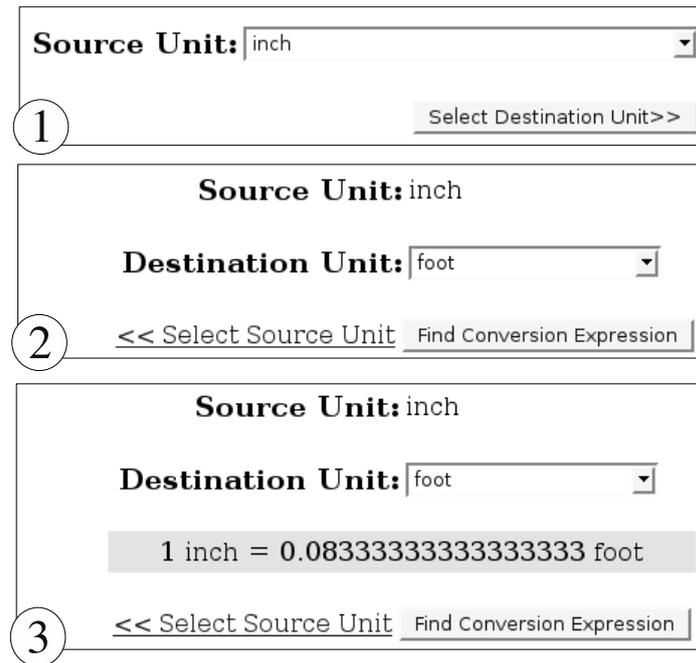 Source Unit: inch
Select Destination Unit>>
1
Source Unit: inch
Destination Unit: foot
<< Select Source Unit Find Conversion Expression
2
Source Unit: inch
Destination Unit: foot
1 inch = 0.08333333333333333 foot
<< Select Source Unit Find Conversion Expression
3